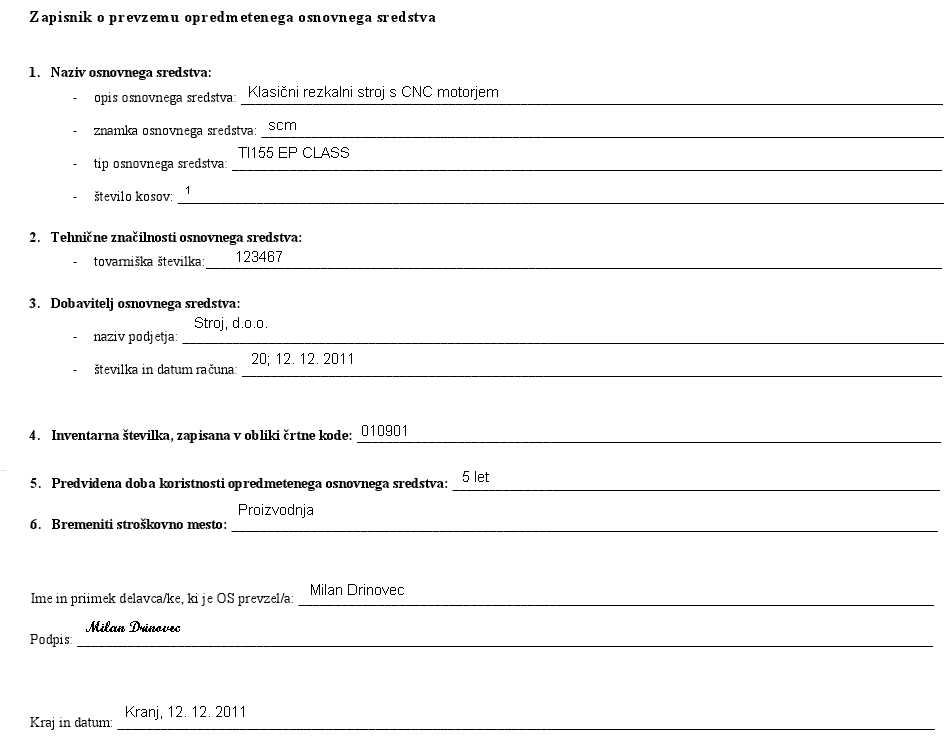 Zapisnik o prevzemu opredmetenega osnovnega sredstva
1. Naziv osnovnega sredstva:
- opis osnovnega sredstva: Klasični rezkalni stroj s CNC motorjem
- znamka osnovnega sredstva: scm
- tip osnovnega sredstva: TI155 EP CLASS
- število kosov: 1
2. Tehnične značilnosti osnovnega sredstva:
- tovarniška številka: 123467
3. Dobavitelj osnovnega sredstva:
- naziv podjetja: Stroj, d.o.o.
- številka in datum računa: 20; 12. 12. 2011
4. Inventarna številka, zapisana v obliki črtne kode: 010901
5. Predvidena doba koristnosti opredmetenega osnovnega sredstva: 5 let
6. Bremeniti stroškovno mesto: Proizvodnja
Ime in priimek delavca/ke, ki je OS prevzel/a: Milan Drinovec
Podpis: Milan Drinovec
Kraj in datum: Kranj, 12. 12. 2011